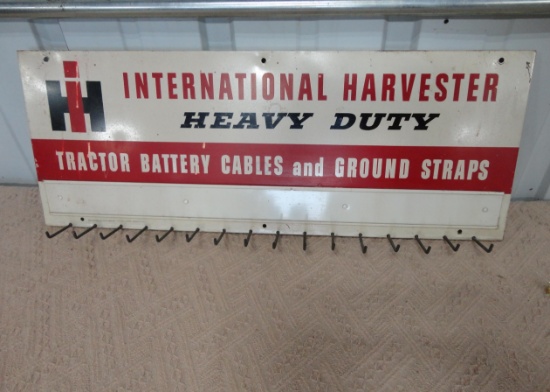 IH INTERNATIONAL HARVESTER
HEAVY DUTY
TRACTOR BATTERY CABLES and GROUND STRAPS